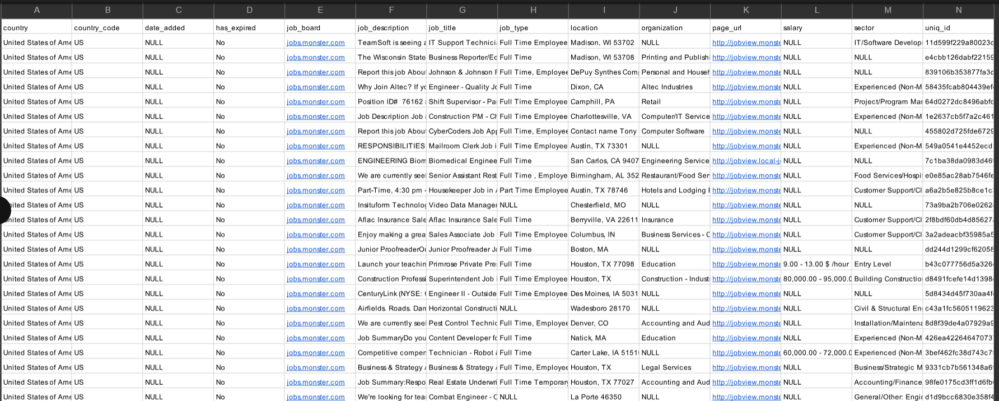 A B C D E F G H I J K L M N
country country_code date_added has_expired job_board job_description job_title job_type location organization page_url salary sector uniq_id
United States of Ame US NULL No jobs.monster.com TeamSoft is seeing a IT Support Technici Full Time Employee Madison, WI 53702 NULL http://jobview.monste NULL IT/Software Develop 11d599f229a80023c
United States of Ame US NULL No jobs.monster.com The Wisconsin State Business Reporter/Ec Full Time Madison, WI 53708 Printing and Publish http://jobview.monste NULL NULL e4cbb126dabf22159
United States of Ame US NULL No jobs.monster.com Report this job Abou Johnson & Johnson F Full Time, Employee DePuy Synthes Com Personal and Househ http://jobview.monste NULL NULL 839106b353877fa3c
United States of Ame US NULL No jobs.monster.com Why Join Altec? If yo Engineer - Quality Jo Full Time Dixon, CA Altec Industries http://jobview.monste NULL Experienced (Non-M 58435fcab804439ef
United States of Ame US NULL No jobs.monster.com Position ID# 76162 Shift Supervisor - Pa Full Time Employee Camphill, PA Retail http://jobview.monste NULL Project/Program Mar 64d0272dc8496abfc
United States of Ame US NULL No jobs.monster.com Job Description Job Construction PM - Ch Full Time Employee Charlottesville, VA Computer/IT Service http://jobview.monste NULL Experienced (Non-M 1e2637cb5f7a2c461
United States of Ame US NULL No jobs.monster.com Report this job Abou CyberCoders Job App Full Time, Employee Contact name Tony Computer Software http://jobview.monste NULL NULL 455802d725fde6729
United States of Ame US NULL No jobs.monster.com RESPONSIBILITIES: Mailroom Clerk Job i Full Time Employee Austin, TX 73301 NULL http://jobview.monste NULL Experienced (Non-M 549a0541e4452ecd
United States of Ame US NULL No jobs.monster.com ENGINEERING Biom Biomedical Enginee Full Time San Carlos, CA 9407 Engineering Service http://jobview.local-j NULL NULL 7c1ba38da0983d46
United States of Ame US NULL No jobs.monster.com We are currently see Senior Assistant Rest Full Time , Employe Birmingham, AL 352 Restaurant/Food Ser http://jobview.monste NULL Food Services/Hospi e0e85ac28ab7546fe
United States of Ame US NULL No jobs.monster.com Part-Time, 4:30 pm - Housekeeper Job in A Part Time Employee Austin, TX 78746 Hotels and Lodging http://jobview.monste NULL Customer Support/Cl a6a2b5e825b8ce1c
United States of Ame US NULL No jobs.monster.com Insituform Technolog Video Data Manager NULL Chesterfield, MO NULL http://jobview.monste NULL NULL 73a9ba2b706e0262
United States of Ame US NULL No jobs.monster.com Aflac Insurance Sale Aflac Insurance Sale Full Time Berryville, VA 22611 Insurance http://jobview.monste NULL Customer Support/Cl 2f8bdf60db4d85627
United States of Ame US NULL No jobs.monster.com Enjoy making a grea Sales Associate Job Full Time Employee Columbus, IN Business Services - C http://jobview.monste NULL Customer Support/Cl 3a2adeacbf35985a5
United States of Ame US NULL No jobs.monster.com Junior ProofreaderOu Junior Proofreader Jo Full Time Boston, MA NULL http://jobview.monste NULL NULL dd244d1299cf62058
United States of Ame US NULL No jobs.monster.com Launch your teachin Primrose Private Pre Full Time Houston, TX 77098 Education http://jobview.monste 9.00 - 13.00 $ /hour Entry Level b43c077756d5a326
United States of Ame US NULL No jobs.monster.com Construction Professi Superintendent Job Full Time Employee Houston, TX Construction - Indust http://jobview.monste 80,000.00 - 95,000.0 Building Constructio d8491fcefe14d1398
United States of Ame US NULL No jobs.monster.com CenturyLink (NYSE: Engineer II - Outside Full Time Employee Des Moines, IA 5031 NULL http://jobview.monste NULL NULL 5d8434d45f730aa4f
United States of Ame US NULL No jobs.monster.com Airfields. Roads. Dam Horizontal Constructi NULL Wadesboro 28170 NULL http://jobview.monste NULL Civil & Structural En c43a1fc5605119623
United States of Ame US NULL No jobs.monster.com We are currently see Pest Control Technic Full Time, Employee Denver, CO Accounting and Aud http://jobview.monste NULL Installation/Maintena 8d8f39de4a07929a9
United States of Ame US NULL No jobs.monster.com Job SummaryDo you Content Developer fo Full Time Natick, MA Education http://jobview.monste NULL Experienced (Non-M 426ea42264647073
United States of Ame US NULL No jobs.monster.com Competitive comper Technician - Robot Full Time Carter Lake, IA 5151 NULL http://jobview.monste 60,000.00 - 72,000.0 Experienced (Non-M 3bef462fc38d743c7
United States of Ame US NULL No jobs.monster.com Business & Strategy A Business & Strategy A Full Time, Employee Houston, TX Legal Services http://jobview.monste NULL Business/Strategic M 9331cb7b561348a6
United States of Ame US NULL No jobs.monster.com Job Summary:Respo Real Estate Underwri Full Time Temporary Houston, TX 77027 Accounting and Aud http://jobview.monste NULL Accounting/Finance 98fe0175cd3ff1d6fb
United States of Ame US NULL No jobs.monster.com We're looking for tea Combat Engineer - C NULL La Porte 46350 NULL http://jobview.monste NULL General/Other: Engi d1d9bcc6830e358f4